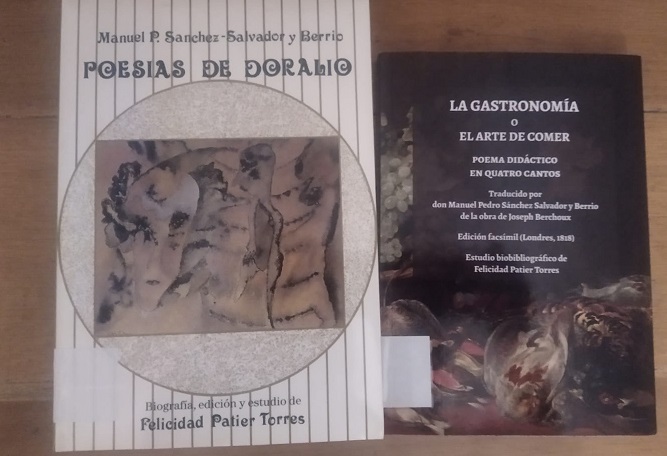 Manuel P. Sanchez-Salvador y Berrio
POESIAS DE DORALIO
Biografía, edición y estudio de
Felicidad Patier Torres
LA GASTRONOMÍA
O
EL ARTE DE COMER
POEMA DIDÁCTICO
EN QUATRO CANTOS
Traducido por
don Manuel Pedro Sánchez Salvador y Berrio
de la obra de Joseph Berchoux
Edición facsímil (Londres, 1818)
Estudio biobibliográfico de
Felicidad Patier Torres